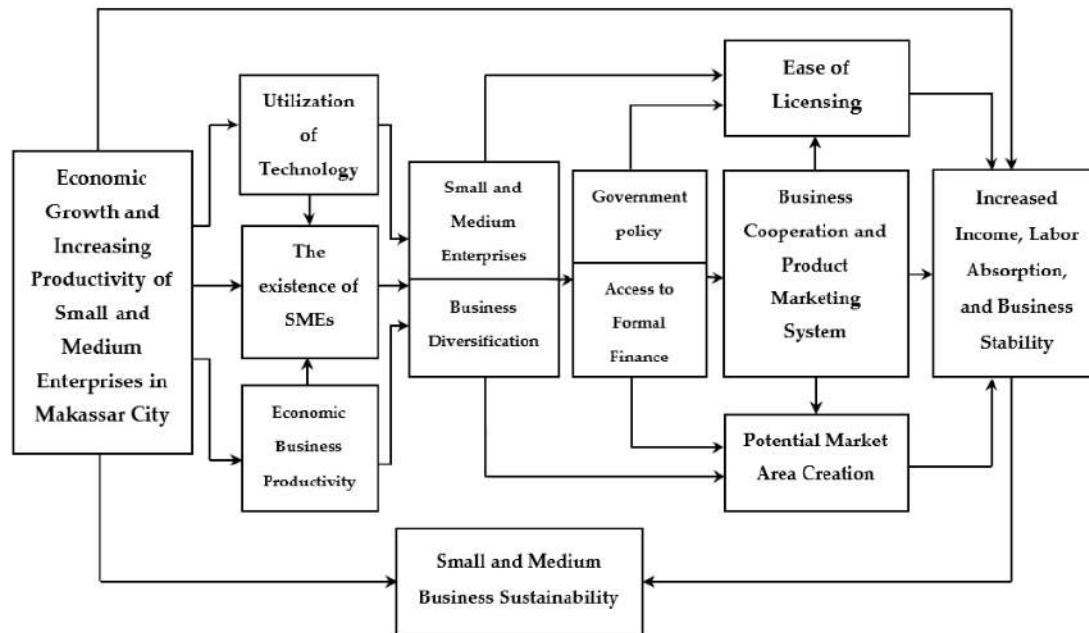 Economic
Growth and
Increasing
Productivity of
Small and
Medium
Enterprises in
Makassar City
Utilization
of
Technology
The
existence of
SMEs
Economic
Business
Productivity
Small and
Medium
Enterprises
Business
Diversification
Government
policy
Access to
Formal
Finance
Ease of
Licensing
Business
Cooperation and
Product
Marketing
System
Potential Market
Area Creation
Increased
Income, Labor
Absorption,
and Business
Stability
Small and Medium
Business Sustainability